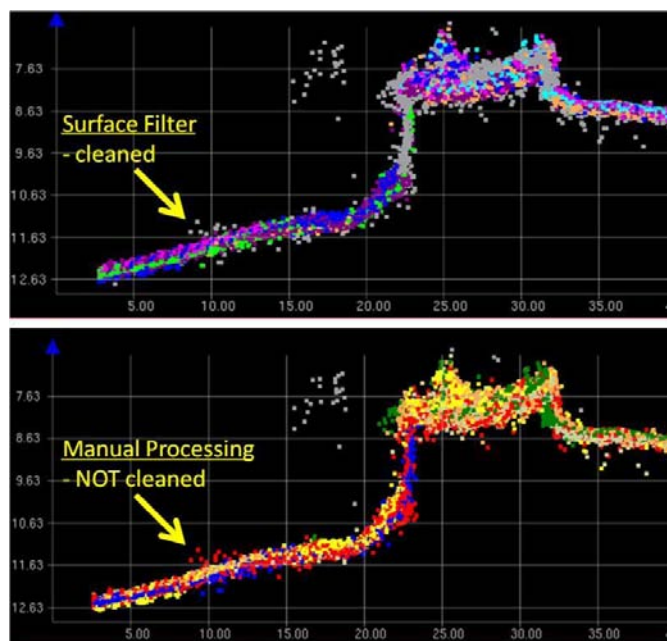 7.63
8.63
Surface Filter
- cleaned
9.63
10.63
11.63
12.63
5.00 10.00 15.00 20.00 25.00 30.00 35.00
7.63
8.63
Manual Processing
- NOT cleaned
9.63
10.63
11.63
12.63
5.00 10.00 15.00 20.00 25.00 30.00 35.00